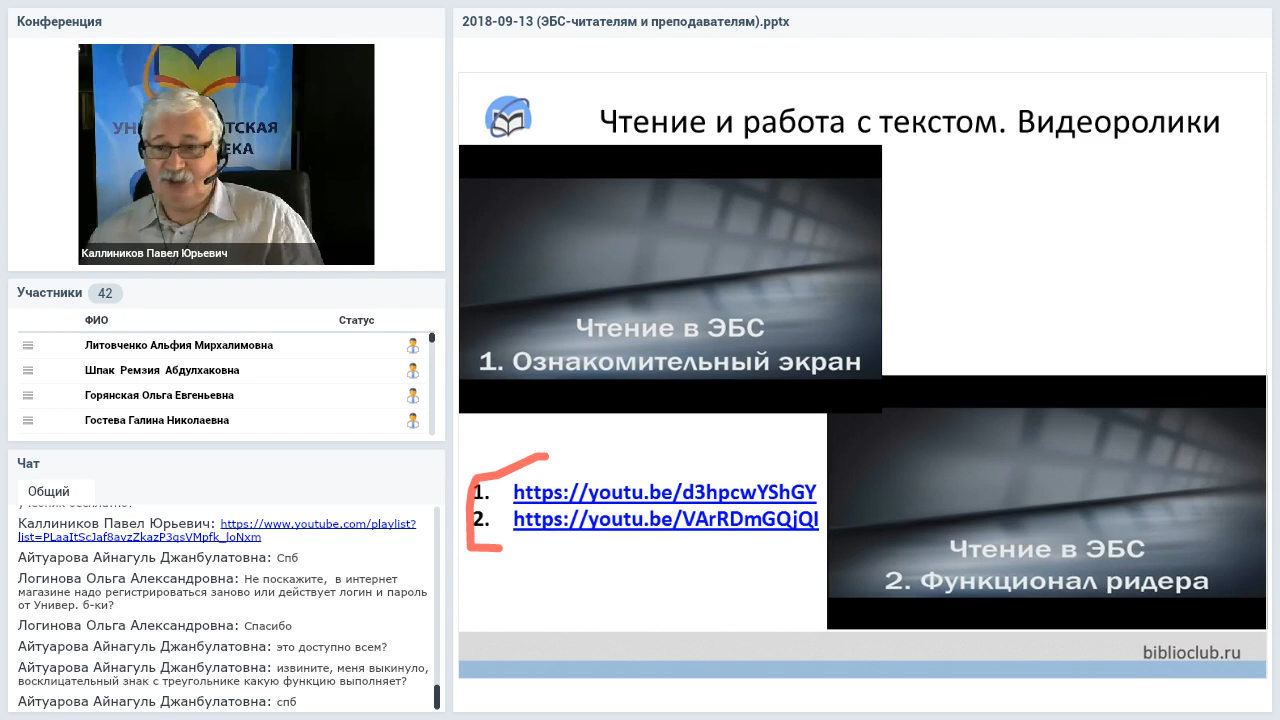 Конференция
УН
ТСКАЯ
ЕКА
Каллиников Павел Юрьевич
Участники 42
ФИО Статус
Литовченко Альфия Мирхалимовна
Шпак Ремзия Абдулхаковна
Горянская Ольга Евгеньевна
Гостева Галина Николаевна
Чат
Общий
Каллиников Павел Юрьевич: https://www.youtube.com/playlist?
list=PLaaItScJaf8avzZkazP3qsVMpfk_IoNxm
Айтуарова Айнагуль Джанбулатовна: Спб
Логинова Ольга Александровна: Не поскажите, в интернет
магазине надо регистрироваться заново или действует логин и пароль
от Универ. б-ки?
Логинова Ольга Александровна: Спасибо
Айтуарова Айнагуль Джанбулатовна: это доступно всем?
Айтуарова Айнагуль Джанбулатовна: извините, меня выкинуло,
восклицательный знак с треугольнике какую функцию выполняет?
Айтуарова Айнагуль Джанбулатовна: спб
2018-09-13 (ЭБС-читателям и преподавателям).pptx
Чтение и работа с текстом. Видеоролики
Чтение в ЭБС
1. Ознакомительный экран
1. https://youtu.be/d3hpcwYShGY
2. https://youtu.be/VArRDmGQjQI
Чтение в ЭБС
2. Функционал ридера
biblioclub.ru